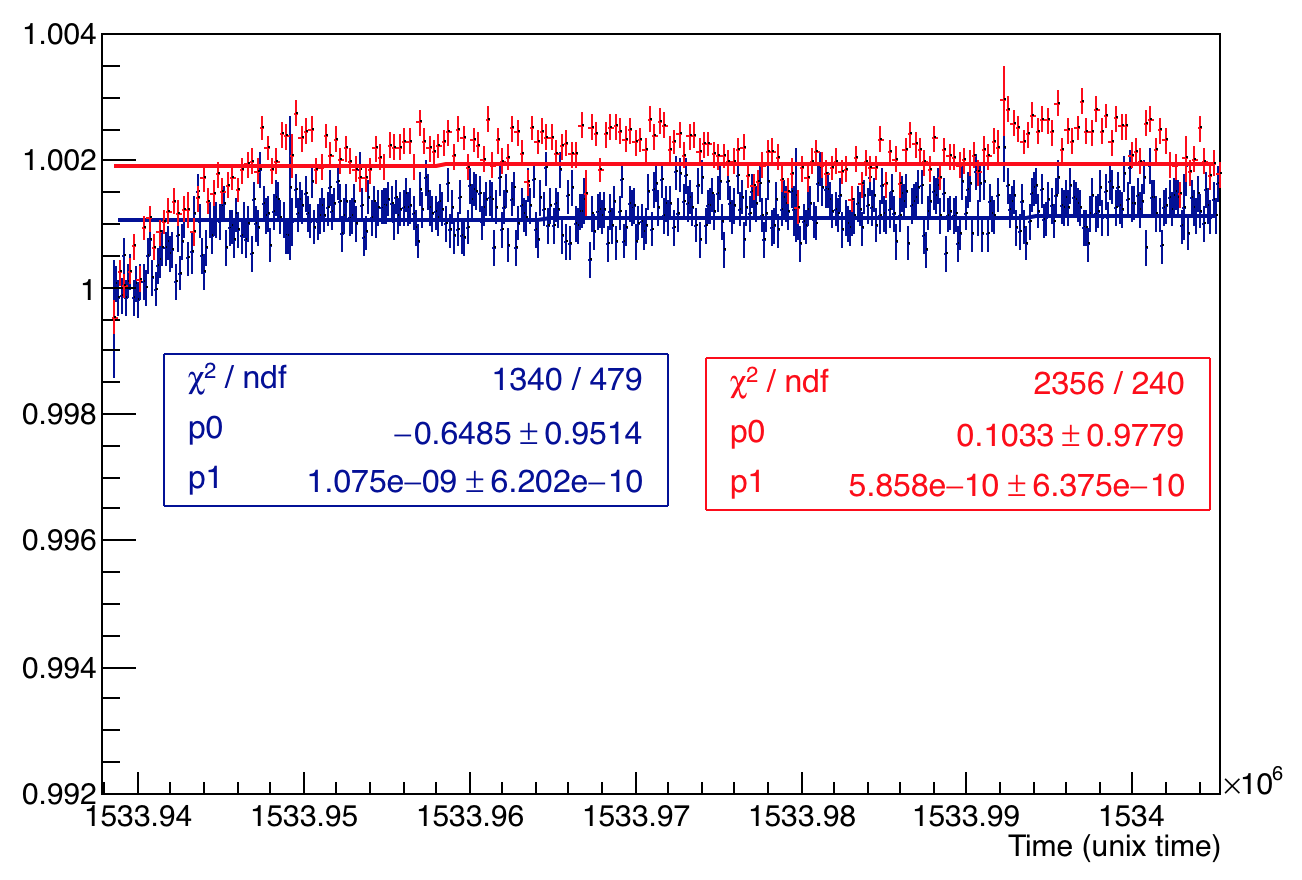 1.004
1.002
1
0.998
0.996
0.994
0.992
χ² / ndf 1340 / 479
p0 −0.6485 ± 0.9514
p1 1.075e−09 ± 6.202e−10
χ² / ndf 2356 / 240
p0 0.1033 ± 0.9779
p1 5.858e−10 ± 6.375e−10
1533.94 1533.95 1533.96 1533.97 1533.98 1533.99 1534
×10⁶
Time (unix time)